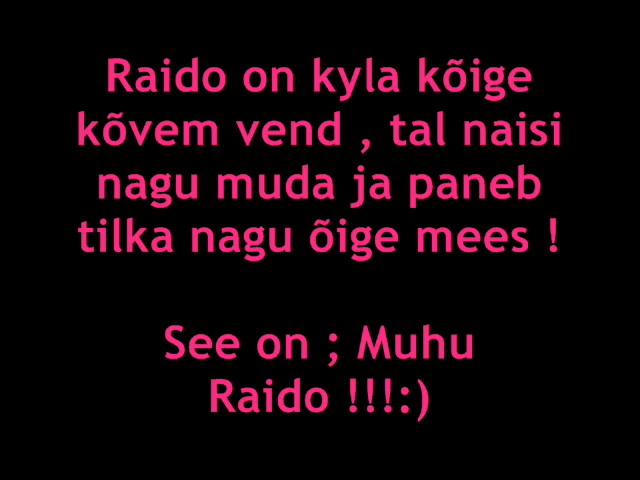 Raido on kyla kõige
kõvem vend , tal naisi
nagu muda ja paneb
tilka nagu õige mees !
See on ; Muhu
Raido !!!:)